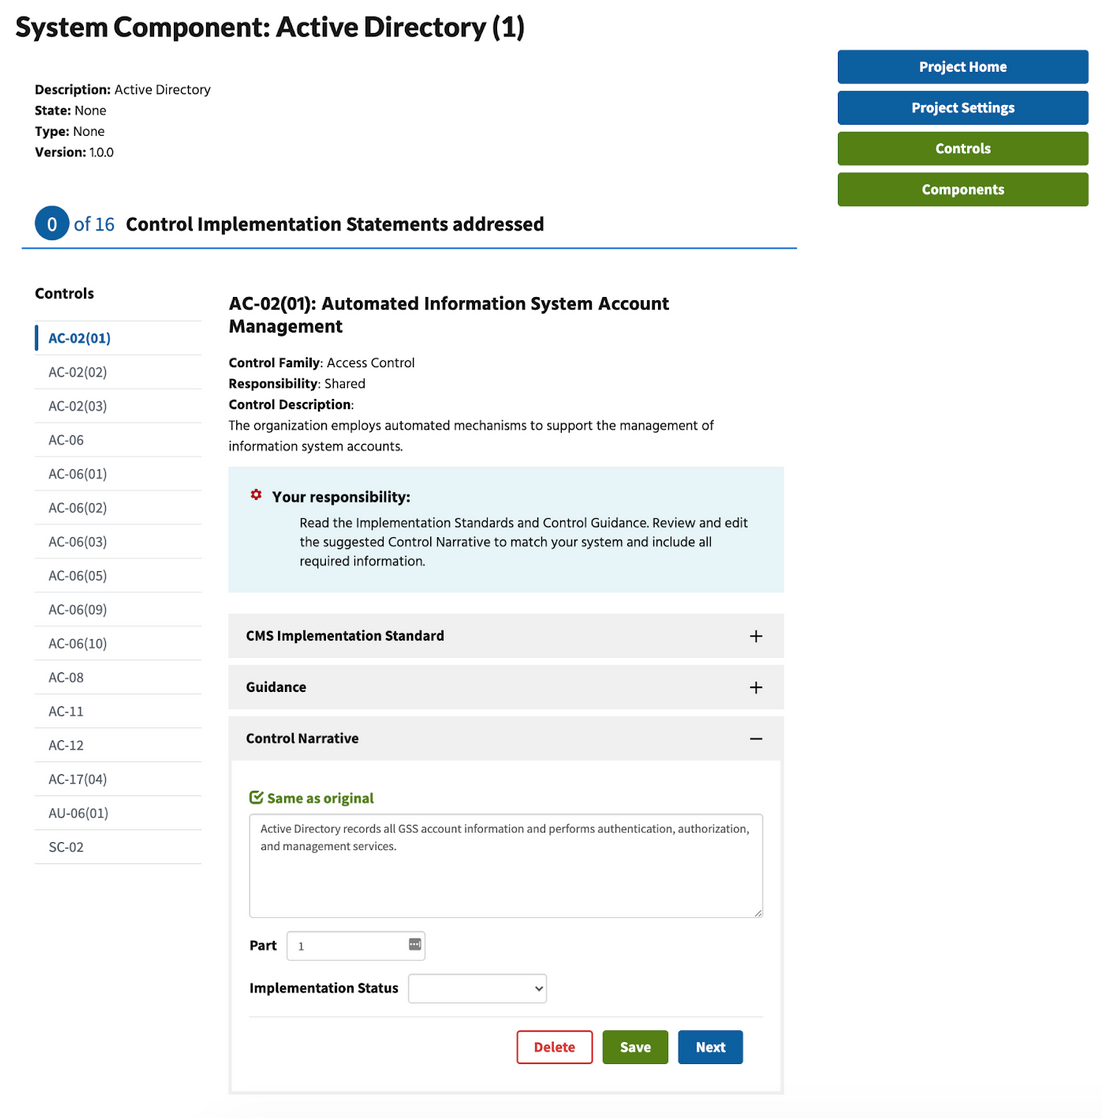 System Component: Active Directory (1)
Project Home
Project Settings
Controls
Components
Description: Active Directory
State: None
Type: None
Version: 1.0.0
0 of 16 Control Implementation Statements addressed
Controls
AC-02(01)
AC-02(02)
AC-02(03)
AC-06
AC-06(01)
AC-06(02)
AC-06(03)
AC-06(05)
AC-06(09)
AC-06(10)
AC-08
AC-11
AC-12
AC-17(04)
AU-06(01)
SC-02
AC-02(01): Automated Information System Account
Management
Control Family: Access Control
Responsibility: Shared
Control Description:
The organization employs automated mechanisms to support the management of
information system accounts.
Your responsibility:
Read the Implementation Standards and Control Guidance. Review and edit
the suggested Control Narrative to match your system and include all
required information.
CMS Implementation Standard
Guidance
Control Narrative
Same as original
Active Directory records all GSS account information and performs authentication, authorization,
and management services.
Part 1
Implementation Status
Delete Save Next